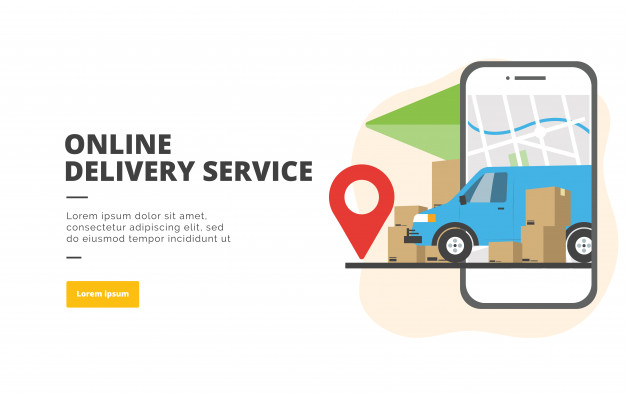 ONLINE
DELIVERY SERVICE
Lorem ipsum dolor sit amet,
consectetur adipiscing elit, sed
do eiusmod tempor incididunt ut
Lorem ipsum